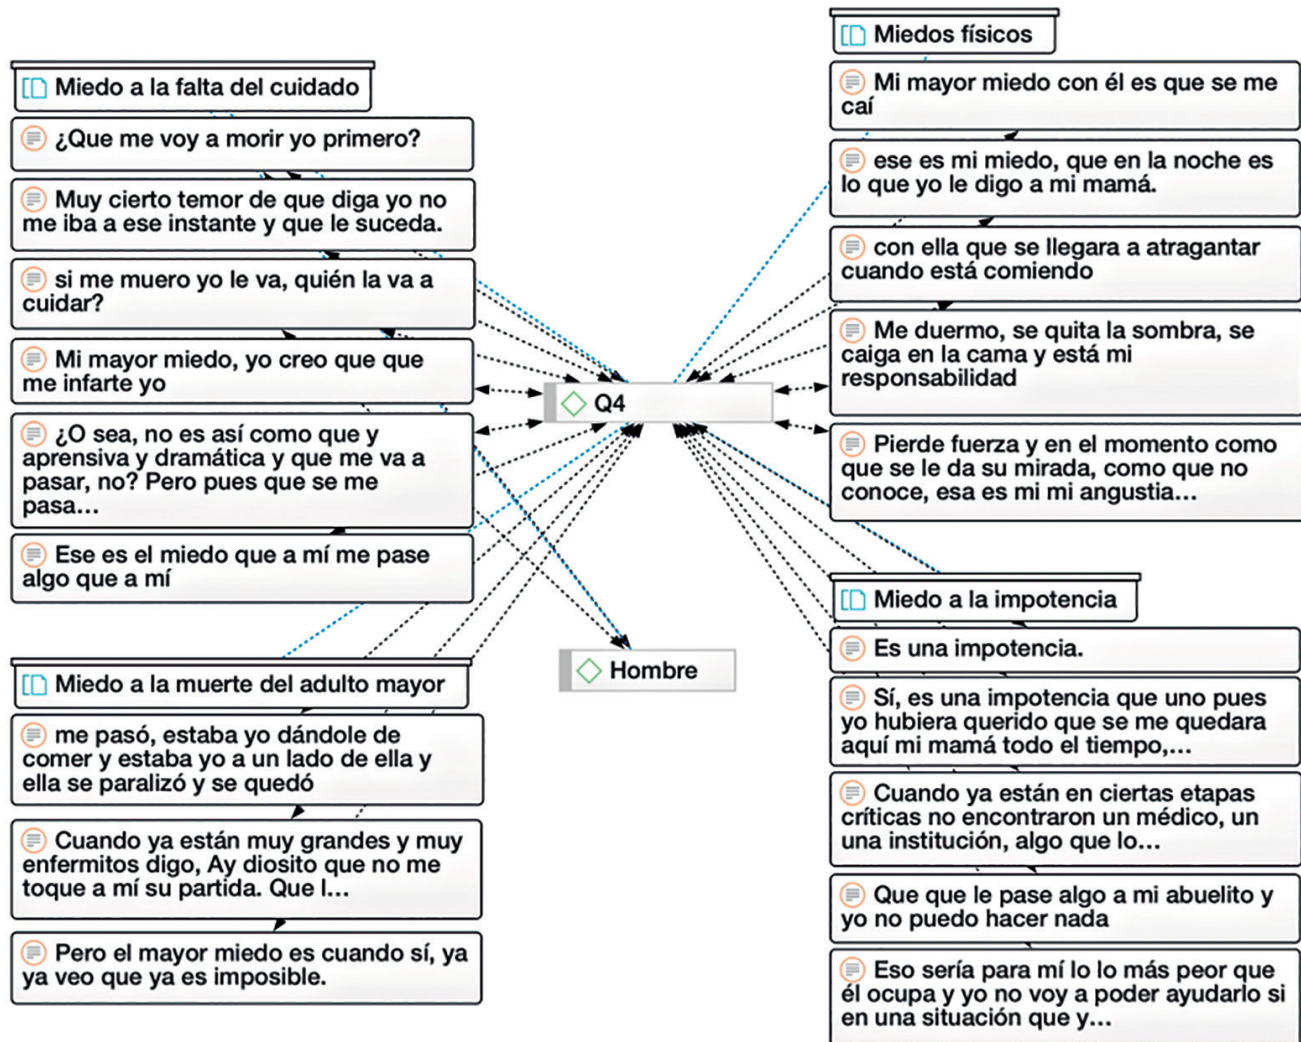 Miedo a la falta del cuidado
¿Que me voy a morir yo primero?
Muy cierto temor de que diga yo no
me iba a ese instante y que le suceda.
si me muero yo le va, quién la va a
cuidar?
Mi mayor miedo, yo creo que que
me infarte yo
¿O sea, no es así como que y
aprensiva y dramática y que me va a
pasar, no? Pero pues que se me
pasa...
Ese es el miedo que a mí me pase
algo que a mí
Miedo a la muerte del adulto mayor
me pasó, estaba yo dándole de
comer y estaba yo a un lado de ella y
ella se paralizó y se quedó
Cuando ya están muy grandes y muy
enfermitos digo, Ay diosito que no me
toque a mí su partida. Que l...
Pero el mayor miedo es cuando sí, ya
ya veo que ya es imposible.
Q4
Hombre
Miedos físicos
Mi mayor miedo con él es que se me
caí
ese es mi miedo, que en la noche es
lo que yo le digo a mi mamá.
con ella que se llegara a atragantar
cuando está comiendo
Me duermo, se quita la sombra, se
caiga en la cama y está mi
responsabilidad
Pierde fuerza y en el momento como
que se le da su mirada, como que no
conoce, esa es mi mi angustia...
Miedo a la impotencia
Es una impotencia.
Sí, es una impotencia que uno pues
yo hubiera querido que se me quedara
aquí mi mamá todo el tiempo,...
Cuando ya están en ciertas etapas
críticas no encontraron un médico, un
una institución, algo que lo...
Que que le pase algo a mi abuelito y
yo no puedo hacer nada
Eso sería para mí lo lo más peor que
él ocupa y yo no voy a poder ayudarlo si
en una situación que y...